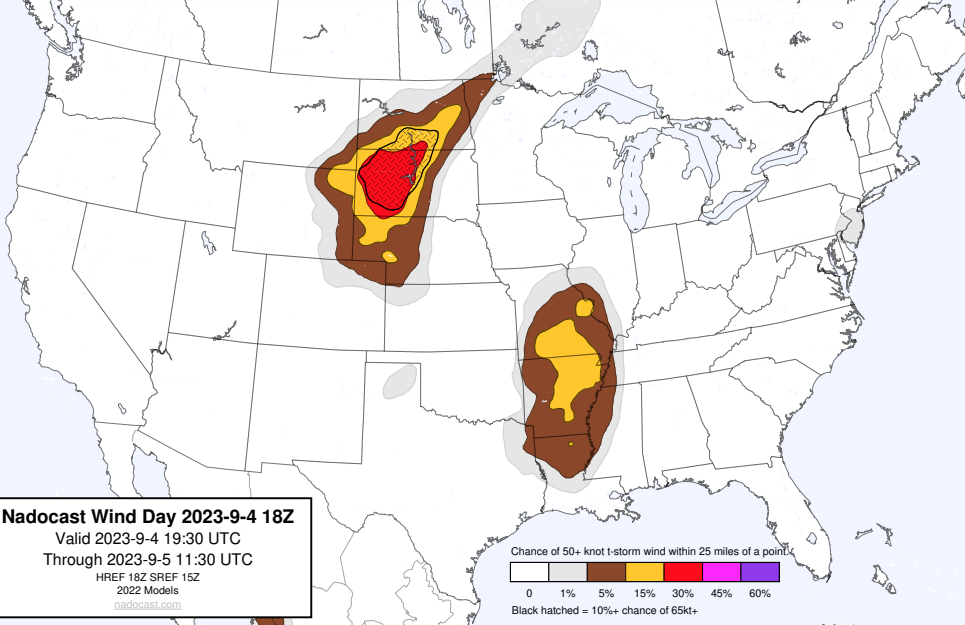 Nadocast Wind Day 2023-9-4 18Z
Valid 2023-9-4 19:30 UTC
Through 2023-9-5 11:30 UTC
HREF 18Z SREF 15Z
2022 Models
nadocast.com
Chance of 50+ knot t-storm wind within 25 miles of a point.
0 1% 5% 15% 30% 45% 60%
Black hatched = 10%+ chance of 65kt+